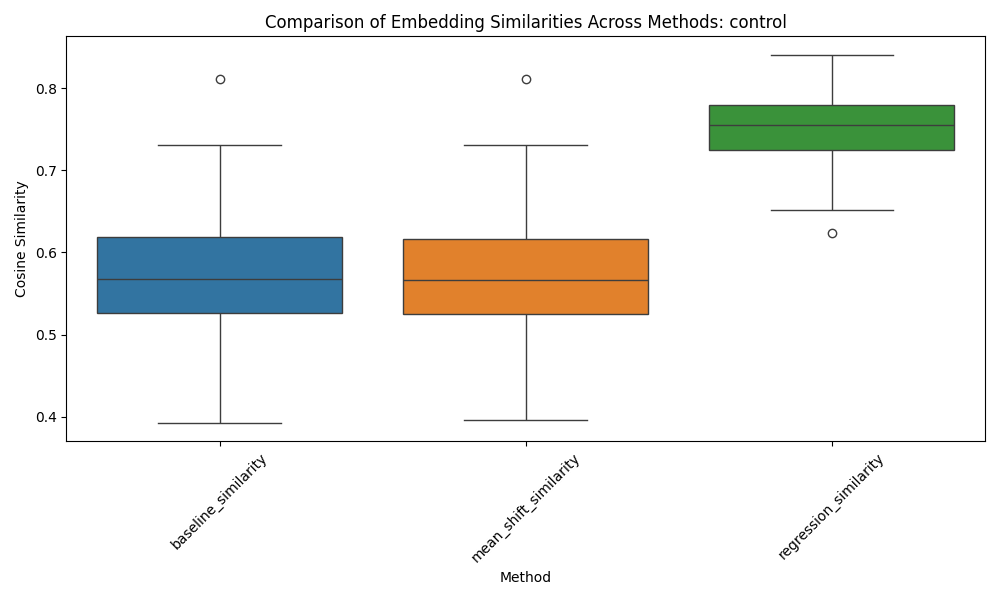 Comparison of Embedding Similarities Across Methods: control
Cosine Similarity
0.8
0.7
0.6
0.5
0.4
baseline_similarity
mean_shift_similarity
regression_similarity
Method